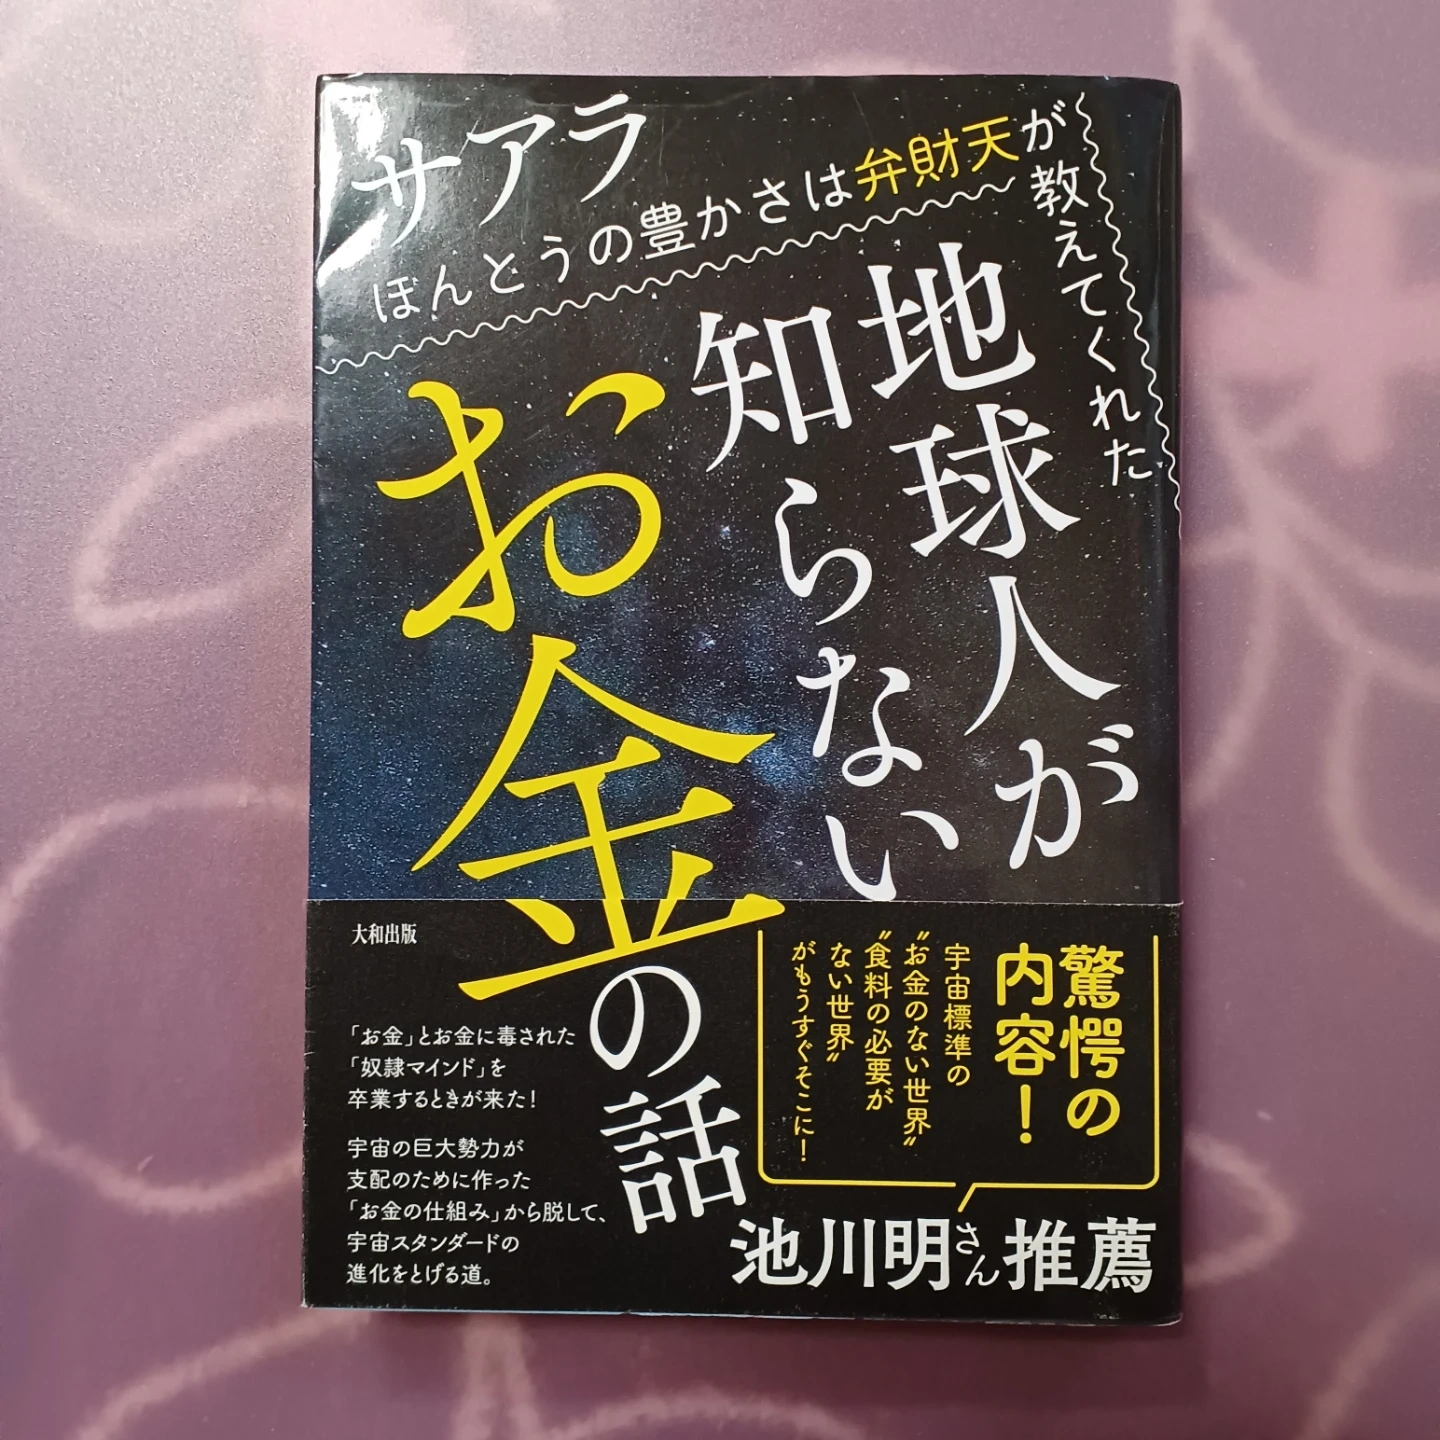 サアラ
ほんとうの豊かさは弁財天が教えてくれた
地球人が
知らない
お金の話
大和出版
「お金」とお金に毒された
「奴隷マインド」を
卒業するときが来た!
宇宙の巨大勢力が
支配のために作った
「お金の仕組み」から脱して、
宇宙スタンダードの
進化をとげる道。
驚愕の
内容!
宇宙標準の
〝お金のない世界〟
〝食料の必要が
ない世界〟
がもうすぐそこに!
池川明さん推薦